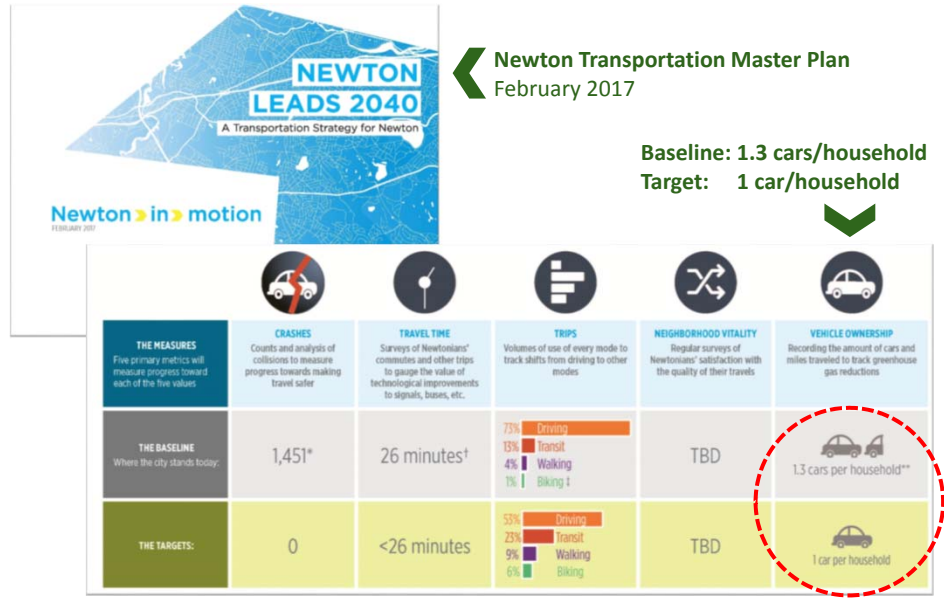 NEWTON
LEADS 2040
A Transportation Strategy for Newton
Newton in motion
FEBRUARY 2017
Newton Transportation Master Plan
February 2017
Baseline: 1.3 cars/household
Target: 1 car/household
THE MEASURES
Five primary metrics will
measure progress toward
each of the five values
CRASHES
Counts and analysis of
collisions to measure
progress towards making
travel safer
TRAVEL TIME
Surveys of Newtonians'
commutes and other trips
to gauge the value of
technological improvements
to signals, buses, etc.
TRIPS
Volumes of use of every mode to
track shifts from driving to other
modes
NEIGHBORHOOD VITALITY
Regular surveys of
Newtonians' satisfaction with
the quality of their travels
VEHICLE OWNERSHIP
Recording the amount of cars and
miles traveled to track greenhouse
gas reductions
THE BASELINE
Where the city stands today:
1,451*
26 minutes†
73% Driving
13% Transit
4% Walking
1% Biking ‡
TBD
1.3 cars per household**
THE TARGETS:
0
<26 minutes
53% Driving
23% Transit
9% Walking
6% Biking
TBD
1 car per household